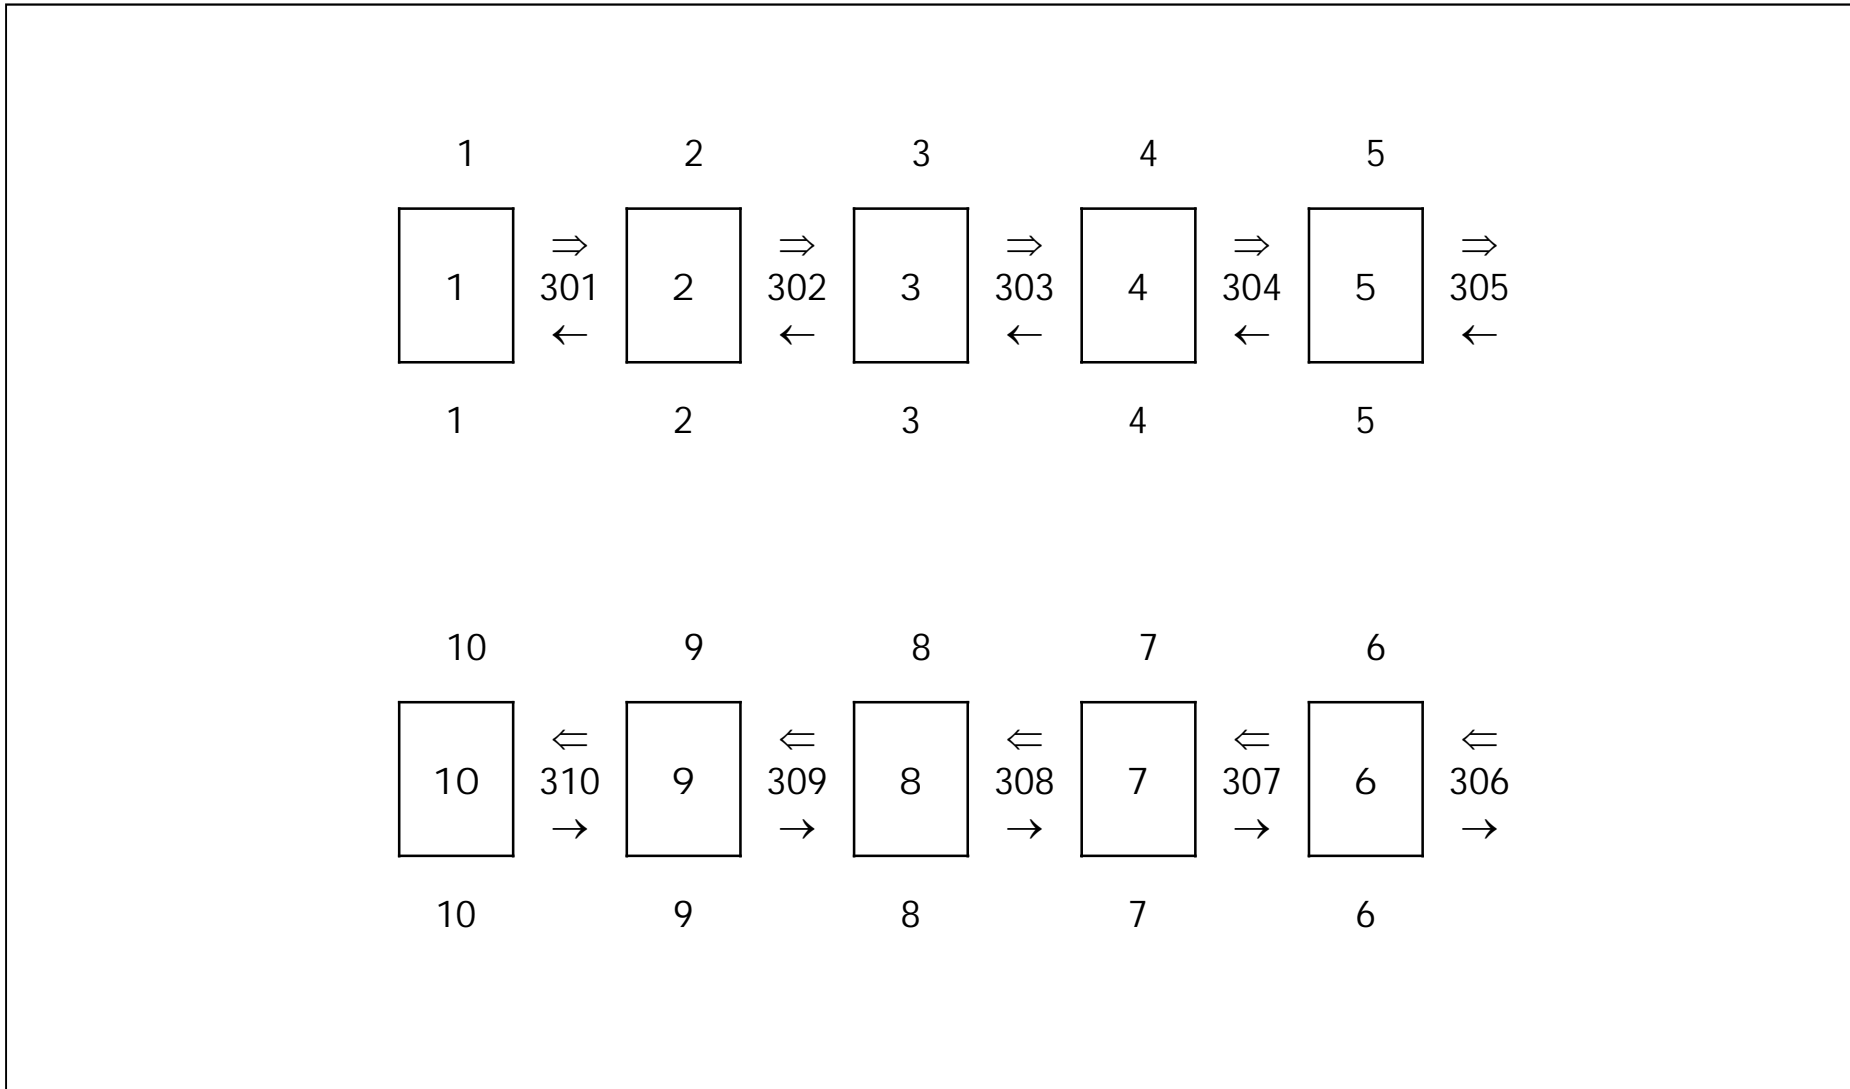 1 2 3 4 5
⇒ ⇒ ⇒ ⇒ ⇒
1 301 2 302 3 303 4 304 5 305
← ← ← ← ←
1 2 3 4 5
10 9 8 7 6
⇐ ⇐ ⇐ ⇐ ⇐
10 310 9 309 8 308 7 307 6 306
→ → → → →
10 9 8 7 6